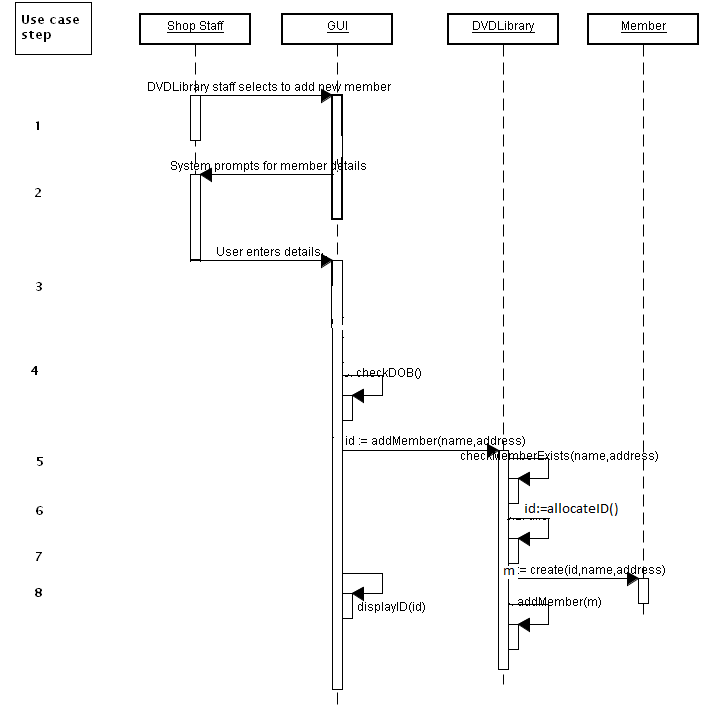 Use case
step
Shop Staff
GUI
DVDLibrary
Member
DVDLibrary staff selects to add new member
1
System prompts for member details
2
User enters details
3
4
checkDOB()
id := addMember(name,address)
5
checkMemberExists(name,address)
6
id:=allocateID()
7
m := create(id,name,address)
8
displayID(id)
addMember(m)